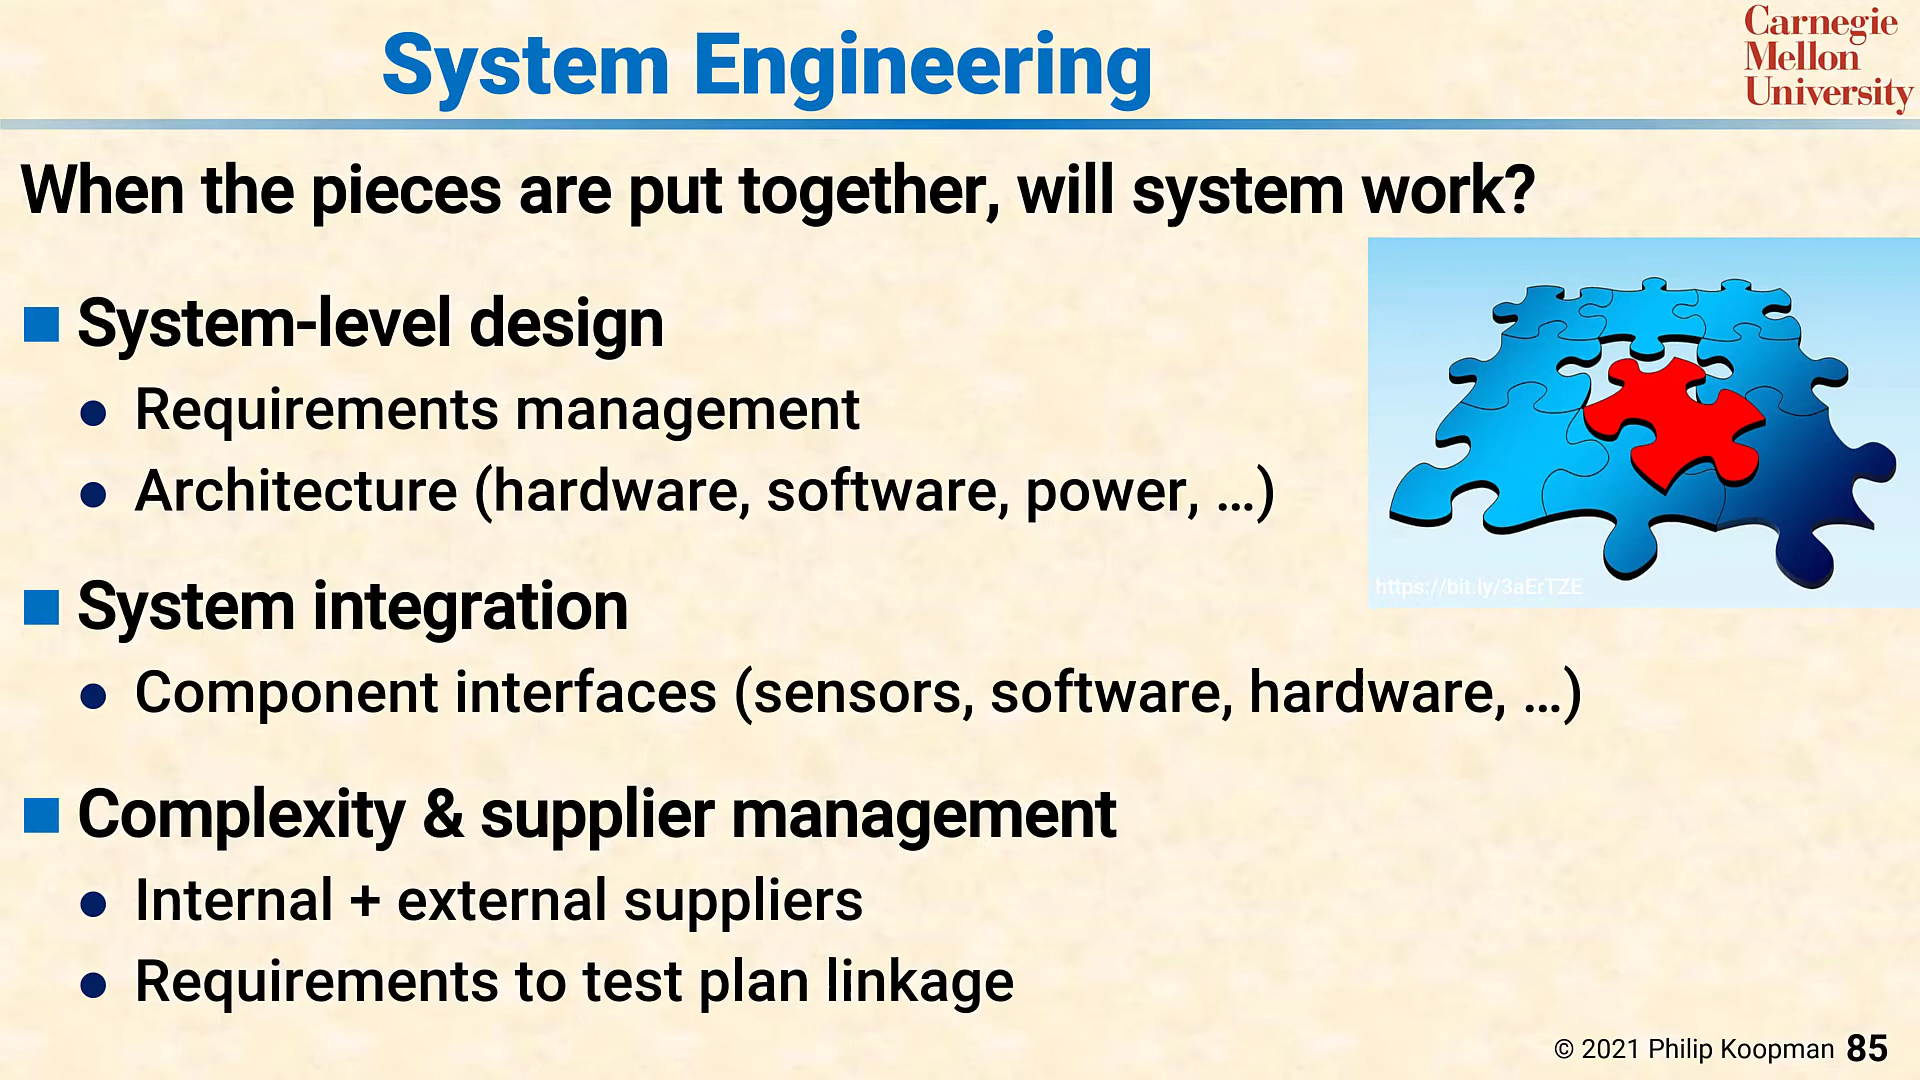 System Engineering
Carnegie
Mellon
University
When the pieces are put together, will system work?
System-level design
Requirements management
Architecture (hardware, software, power, ...)
https://bit.ly/3aErTZE
System integration
Component interfaces (sensors, software, hardware, ...)
Complexity & supplier management
Internal + external suppliers
Requirements to test plan linkage
© 2021 Philip Koopman 85